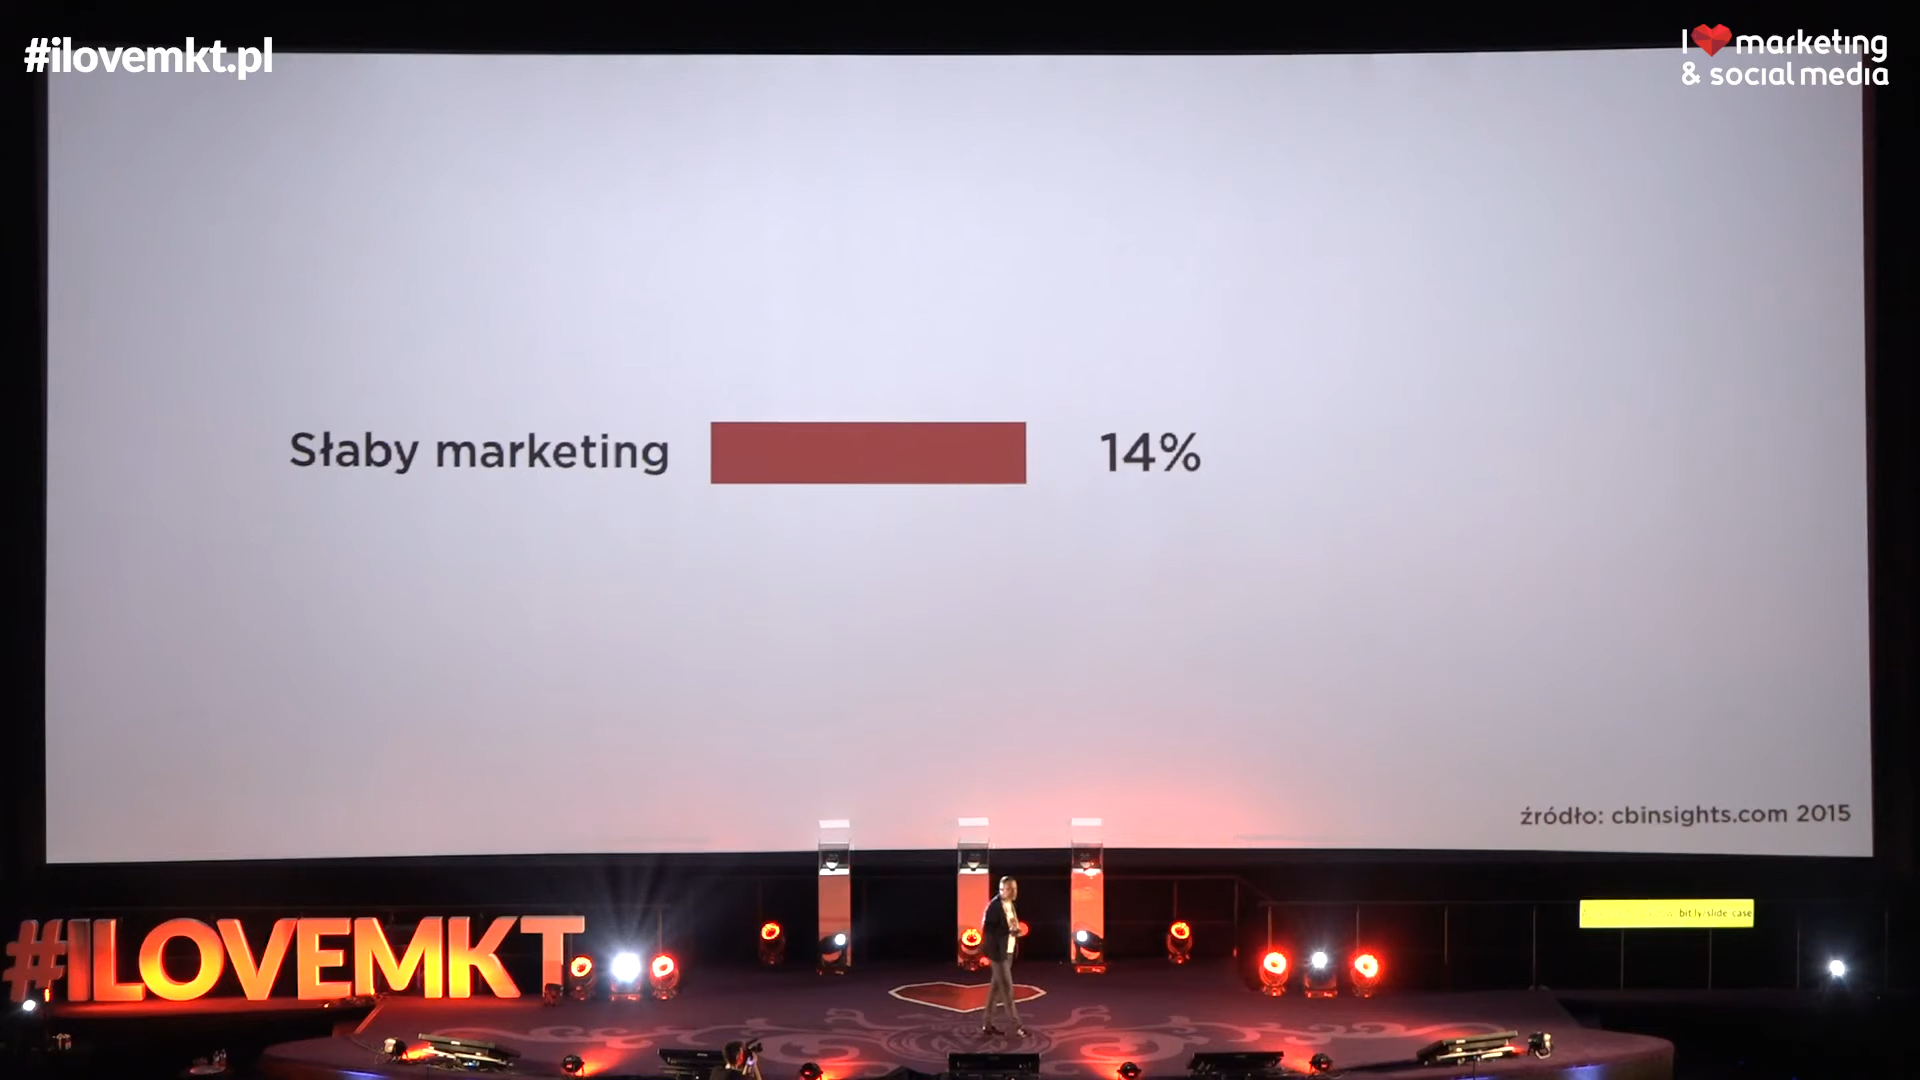 #ilovemkt.pl
I marketing
& social media
Słaby marketing 14%
źródło: cbinsights.com 2015
bit.ly/slide case
#ILOVEMKT